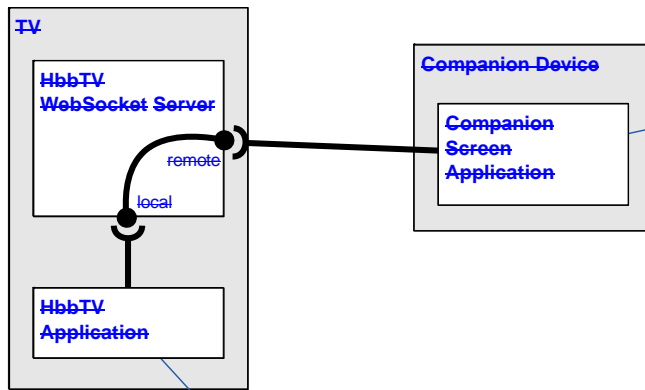 TV
HbbTV
WebSocket Server
remote
local
HbbTV
Application
Companion Device
Companion
Screen
Application